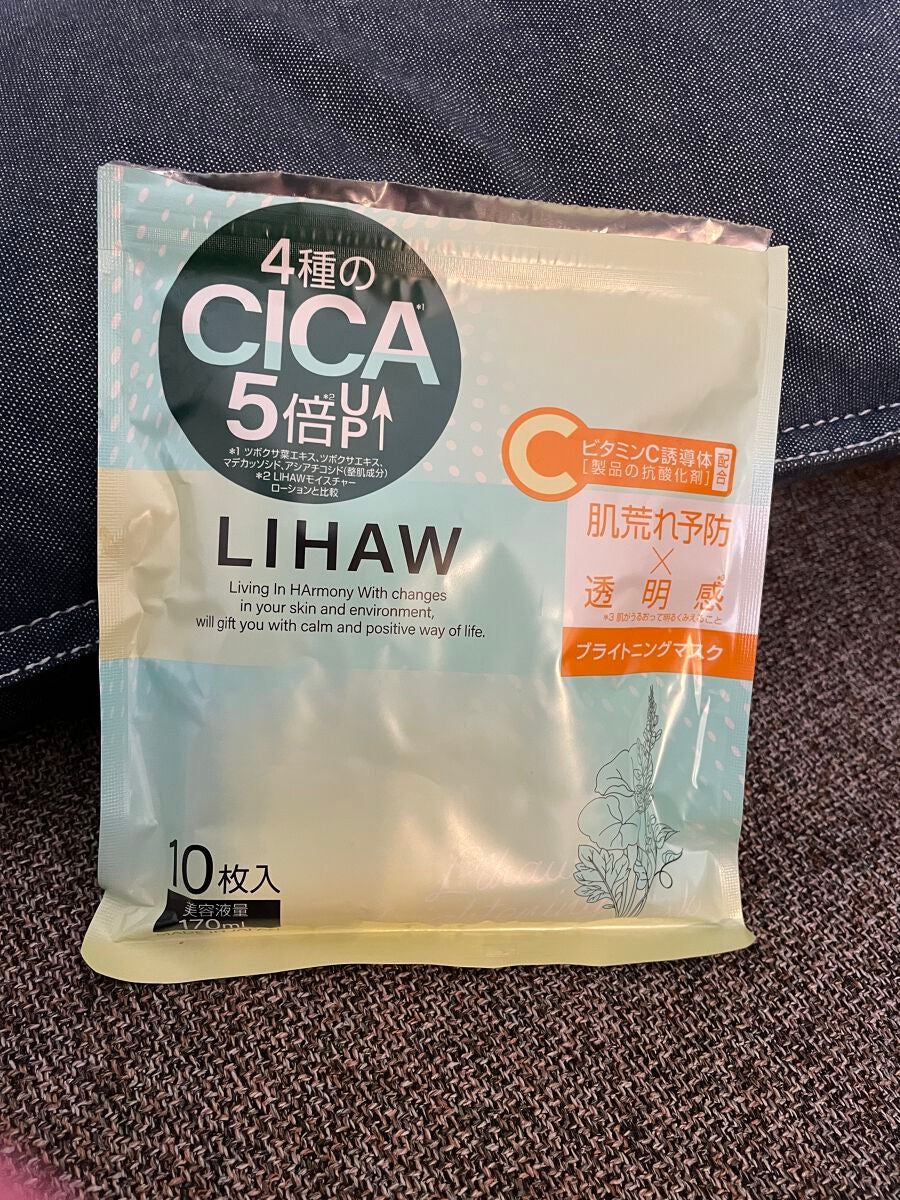 4種の
CICA*1
5倍*2UP↑
*1 ツボクサ葉エキス、ツボクサエキス、
マデカッソシド、アシアチコシド(整肌成分)
*2 LIHAWモイスチャー
ローションと比較
C
ビタミンC誘導体
[製品の抗酸化剤]
配合
肌荒れ予防
×
透明感*3
*3 肌がうるおって明るくみえること
ブライトニングマスク
LIHAW
Living In HArmony With changes
in your skin and environment,
will gift you with calm and positive way of life.
10枚入
美容液量
170mL